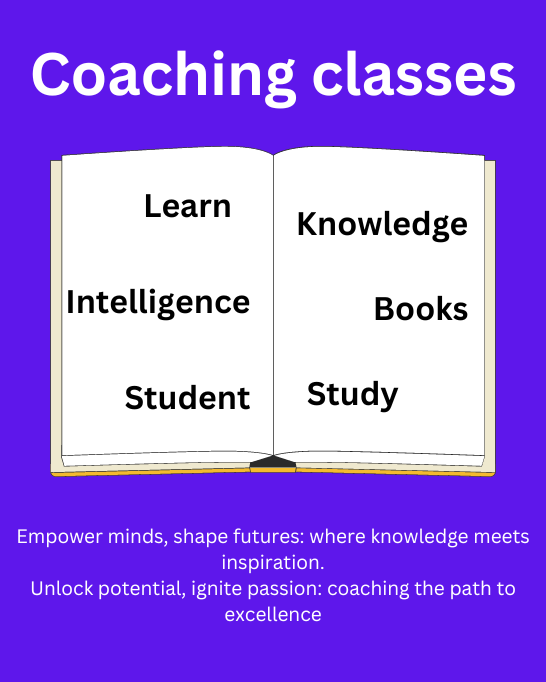 Coaching classes
Learn
Intelligence
Student
Knowledge
Books
Study
Empower minds, shape futures: where knowledge meets
inspiration.
Unlock potential, ignite passion: coaching the path to
excellence